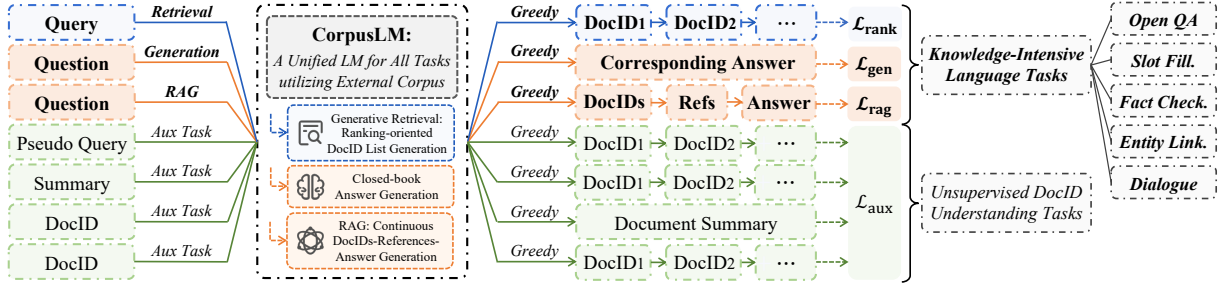 Query
Retrieval
Question
Generation
Question
RAG
Pseudo Query
Aux Task
Summary
Aux Task
DocID
Aux Task
DocID
Aux Task
CorpusLM:
A Unified LM for All Tasks
utilizing External Corpus
Generative Retrieval:
Ranking-oriented
DocID List Generation
Closed-book
Answer Generation
RAG: Continuous
DocIDs-References-
Answer Generation
Greedy DocID1 DocID2 ... ℒrank
Greedy Corresponding Answer ℒgen
Greedy DocIDs Refs Answer ℒrag
Greedy DocID1 DocID2 ...
Greedy DocID1 DocID2 ...
Greedy Document Summary
Greedy DocID1 DocID2 ...
ℒaux
Knowledge-Intensive
Language Tasks
Unsupervised DocID
Understanding Tasks
Open QA
Slot Fill.
Fact Check.
Entity Link.
Dialogue